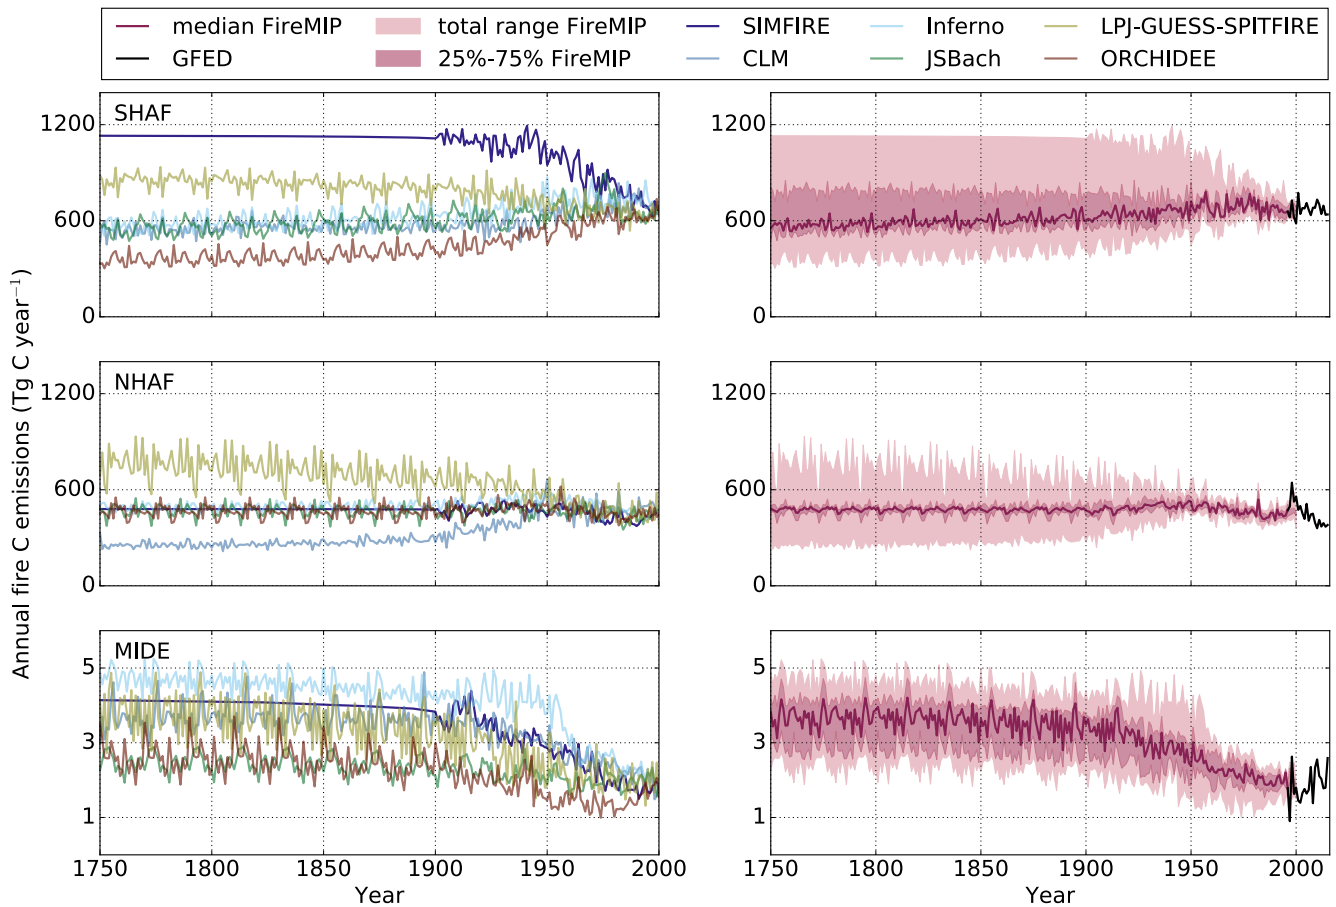 median FireMIP total range FireMIP SIMFIRE Inferno LPJ-GUESS-SPITFIRE
GFED 25%-75% FireMIP CLM JSBach ORCHIDEE
Annual fire C emissions (Tg C year⁻¹)
SHAF
1200
600
0
1200
600
0
NHAF
1200
600
0
1200
600
0
MIDE
5
3
1
5
3
1
1750 1800 1850 1900 1950 2000
Year
1750 1800 1850 1900 1950 2000
Year